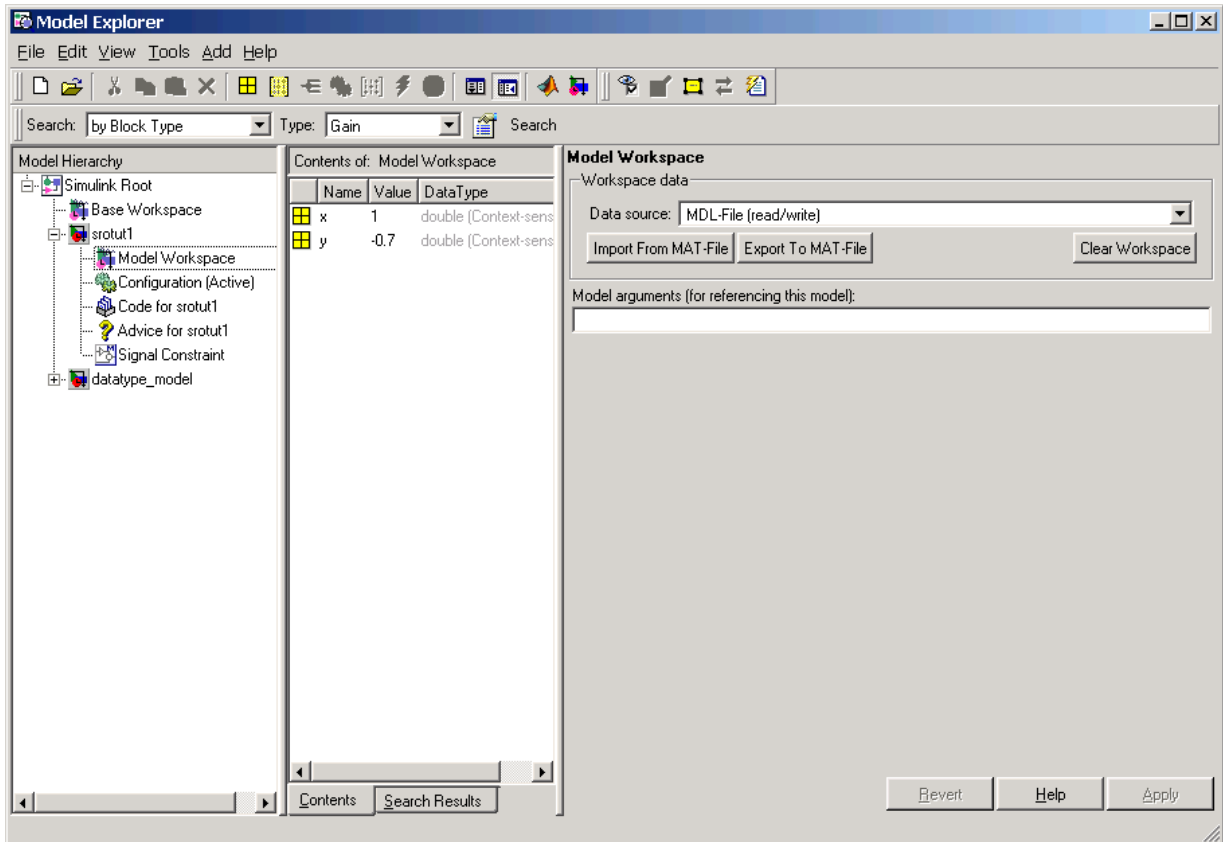 Model Explorer
File Edit View Tools Add Help
Search: by Block Type Type: Gain Search
Model Hierarchy
Simulink Root
Base Workspace
srotut1
Model Workspace
Configuration (Active)
Code for srotut1
Advice for srotut1
Signal Constraint
datatype_model
Contents of: Model Workspace
Name Value DataType
x 1 double (Context-sens
y -0.7 double (Context-sens
Contents Search Results
Model Workspace
Workspace data
Data source: MDL-File (read/write)
Import From MAT-File Export To MAT-File Clear Workspace
Model arguments (for referencing this model):
Revert Help Apply